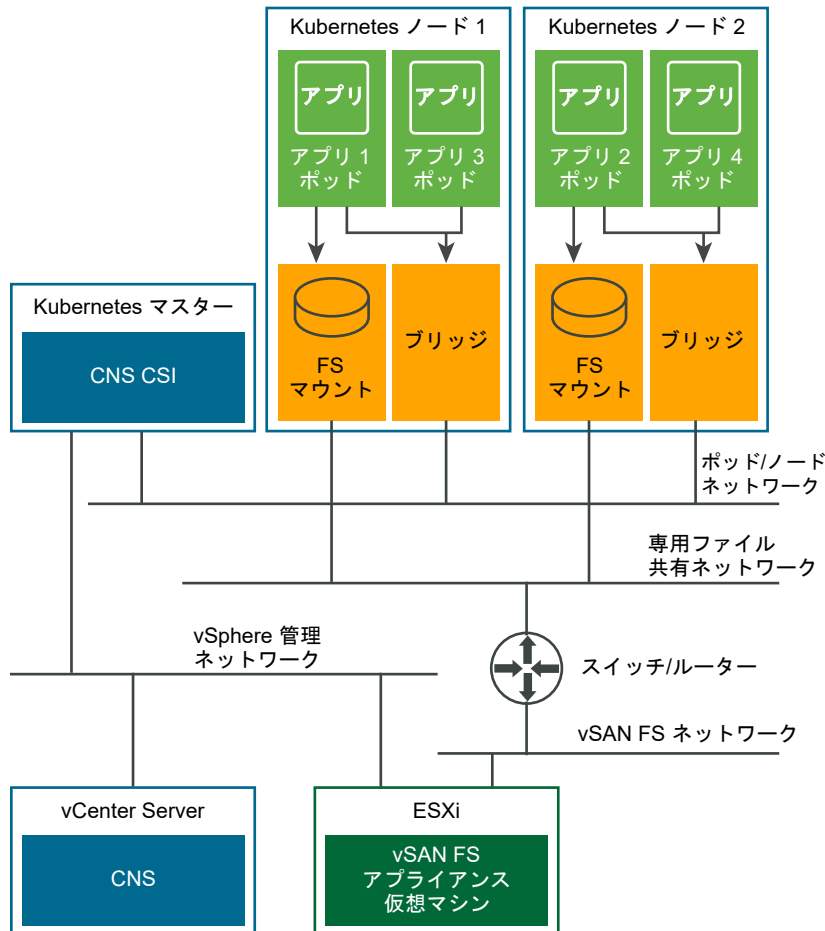 Kubernetes ノード 1
Kubernetes ノード 2
アプリ
アプリ
アプリ
アプリ
アプリ 1
ポッド
アプリ 3
ポッド
アプリ 2
ポッド
アプリ 4
ポッド
Kubernetes マスター
CNS CSI
FS
マウント
ブリッジ
FS
マウント
ブリッジ
ポッド/ノード
ネットワーク
専用ファイル
共有ネットワーク
vSphere 管理
ネットワーク
スイッチ/ルーター
vSAN FS ネットワーク
vCenter Server
CNS
ESXi
vSAN FS
アプライアンス
仮想マシン